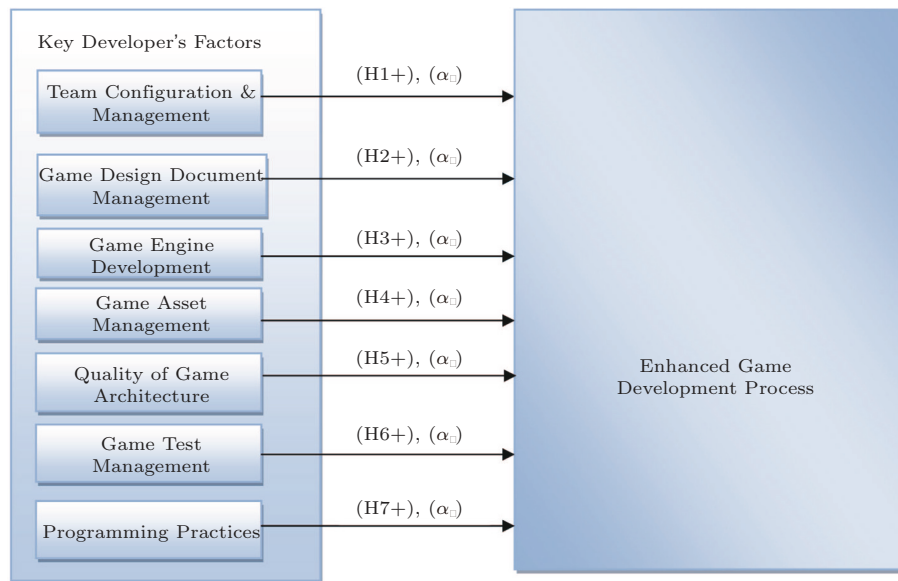 Key Developer's Factors
Team Configuration &
Management
(H1+), (α□)
Game Design Document
Management
(H2+), (α□)
Game Engine
Development
(H3+), (α□)
Game Asset
Management
(H4+), (α□)
Quality of Game
Architecture
(H5+), (α□)
Game Test
Management
(H6+), (α□)
Programming Practices
(H7+), (α□)
Enhanced Game
Development Process